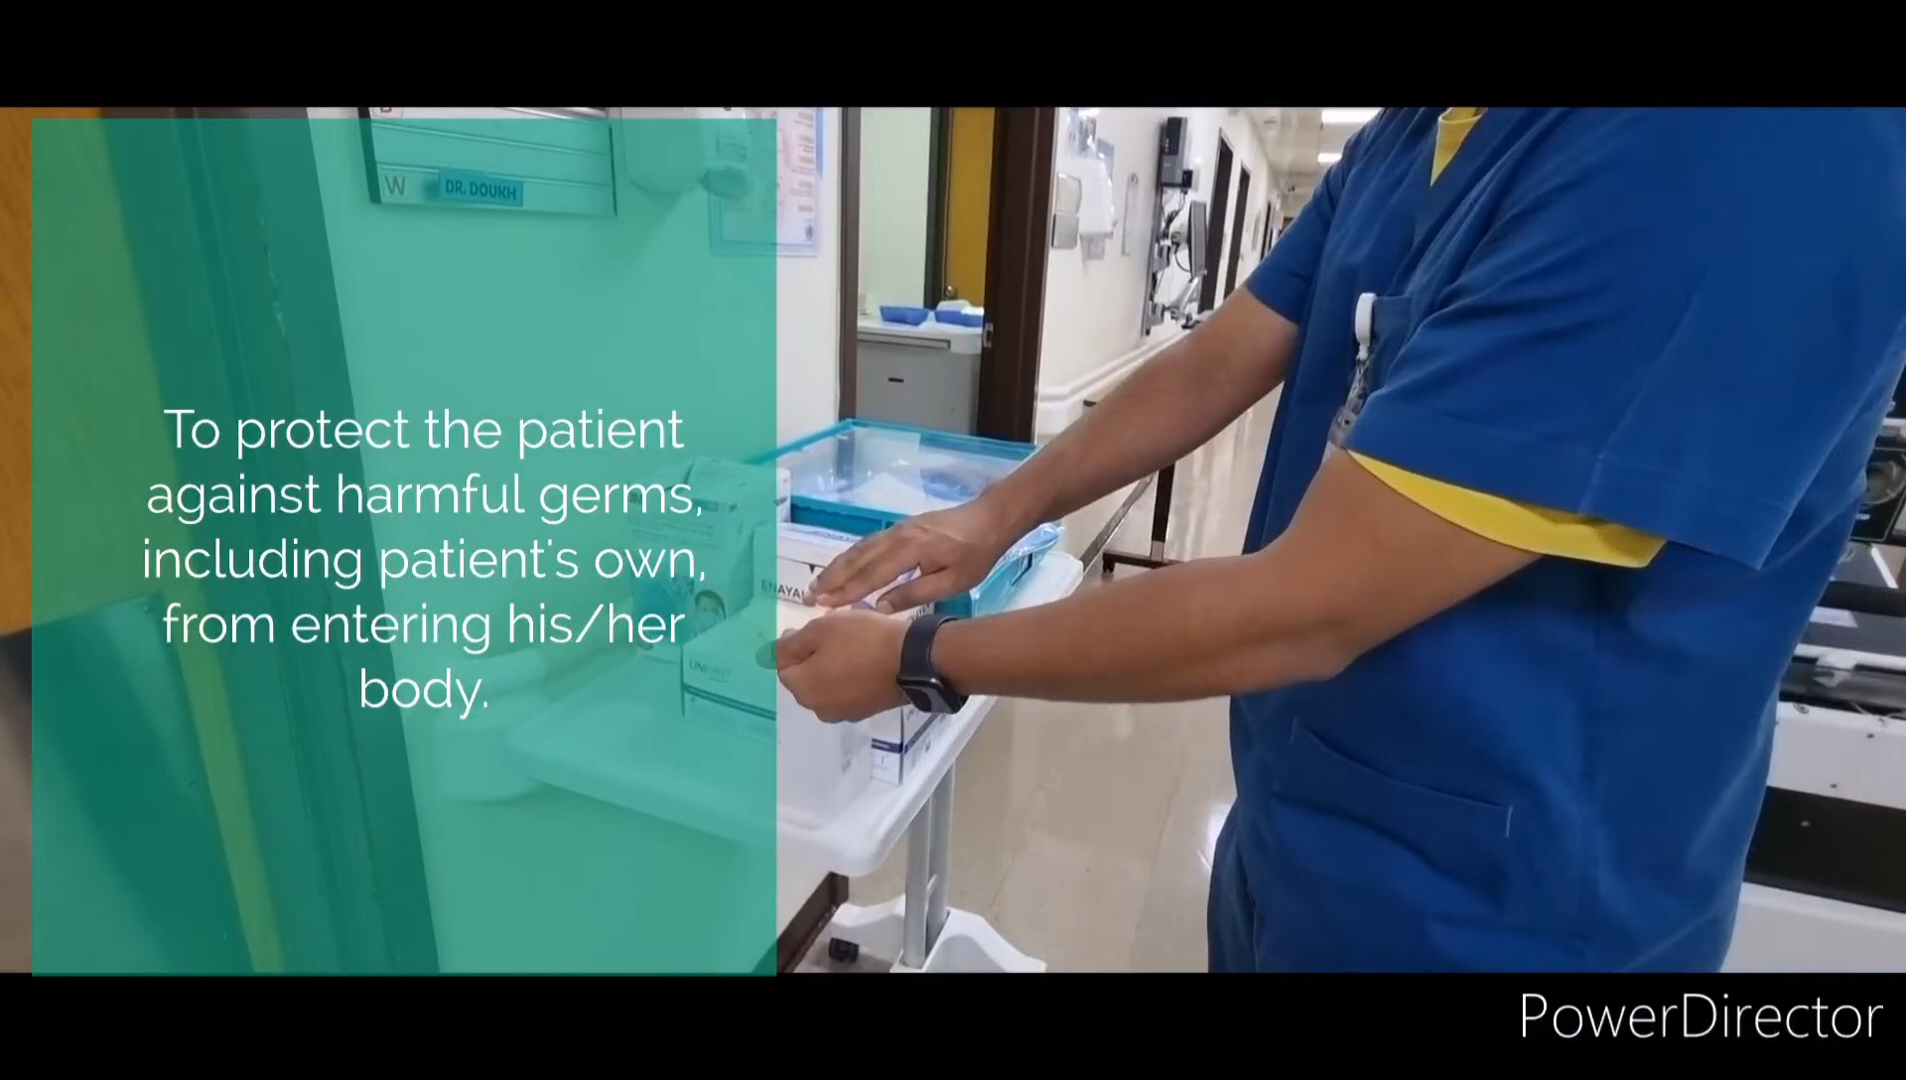 W DR. DOUKH
To protect the patient
against harmful germs,
including patient's own,
from entering his/her
body.
PowerDirector